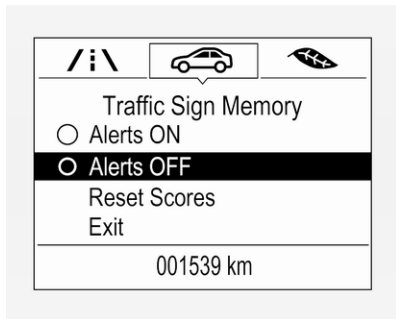 Traffic Sign Memory
Alerts ON
Alerts OFF
Reset Scores
Exit
001539 km